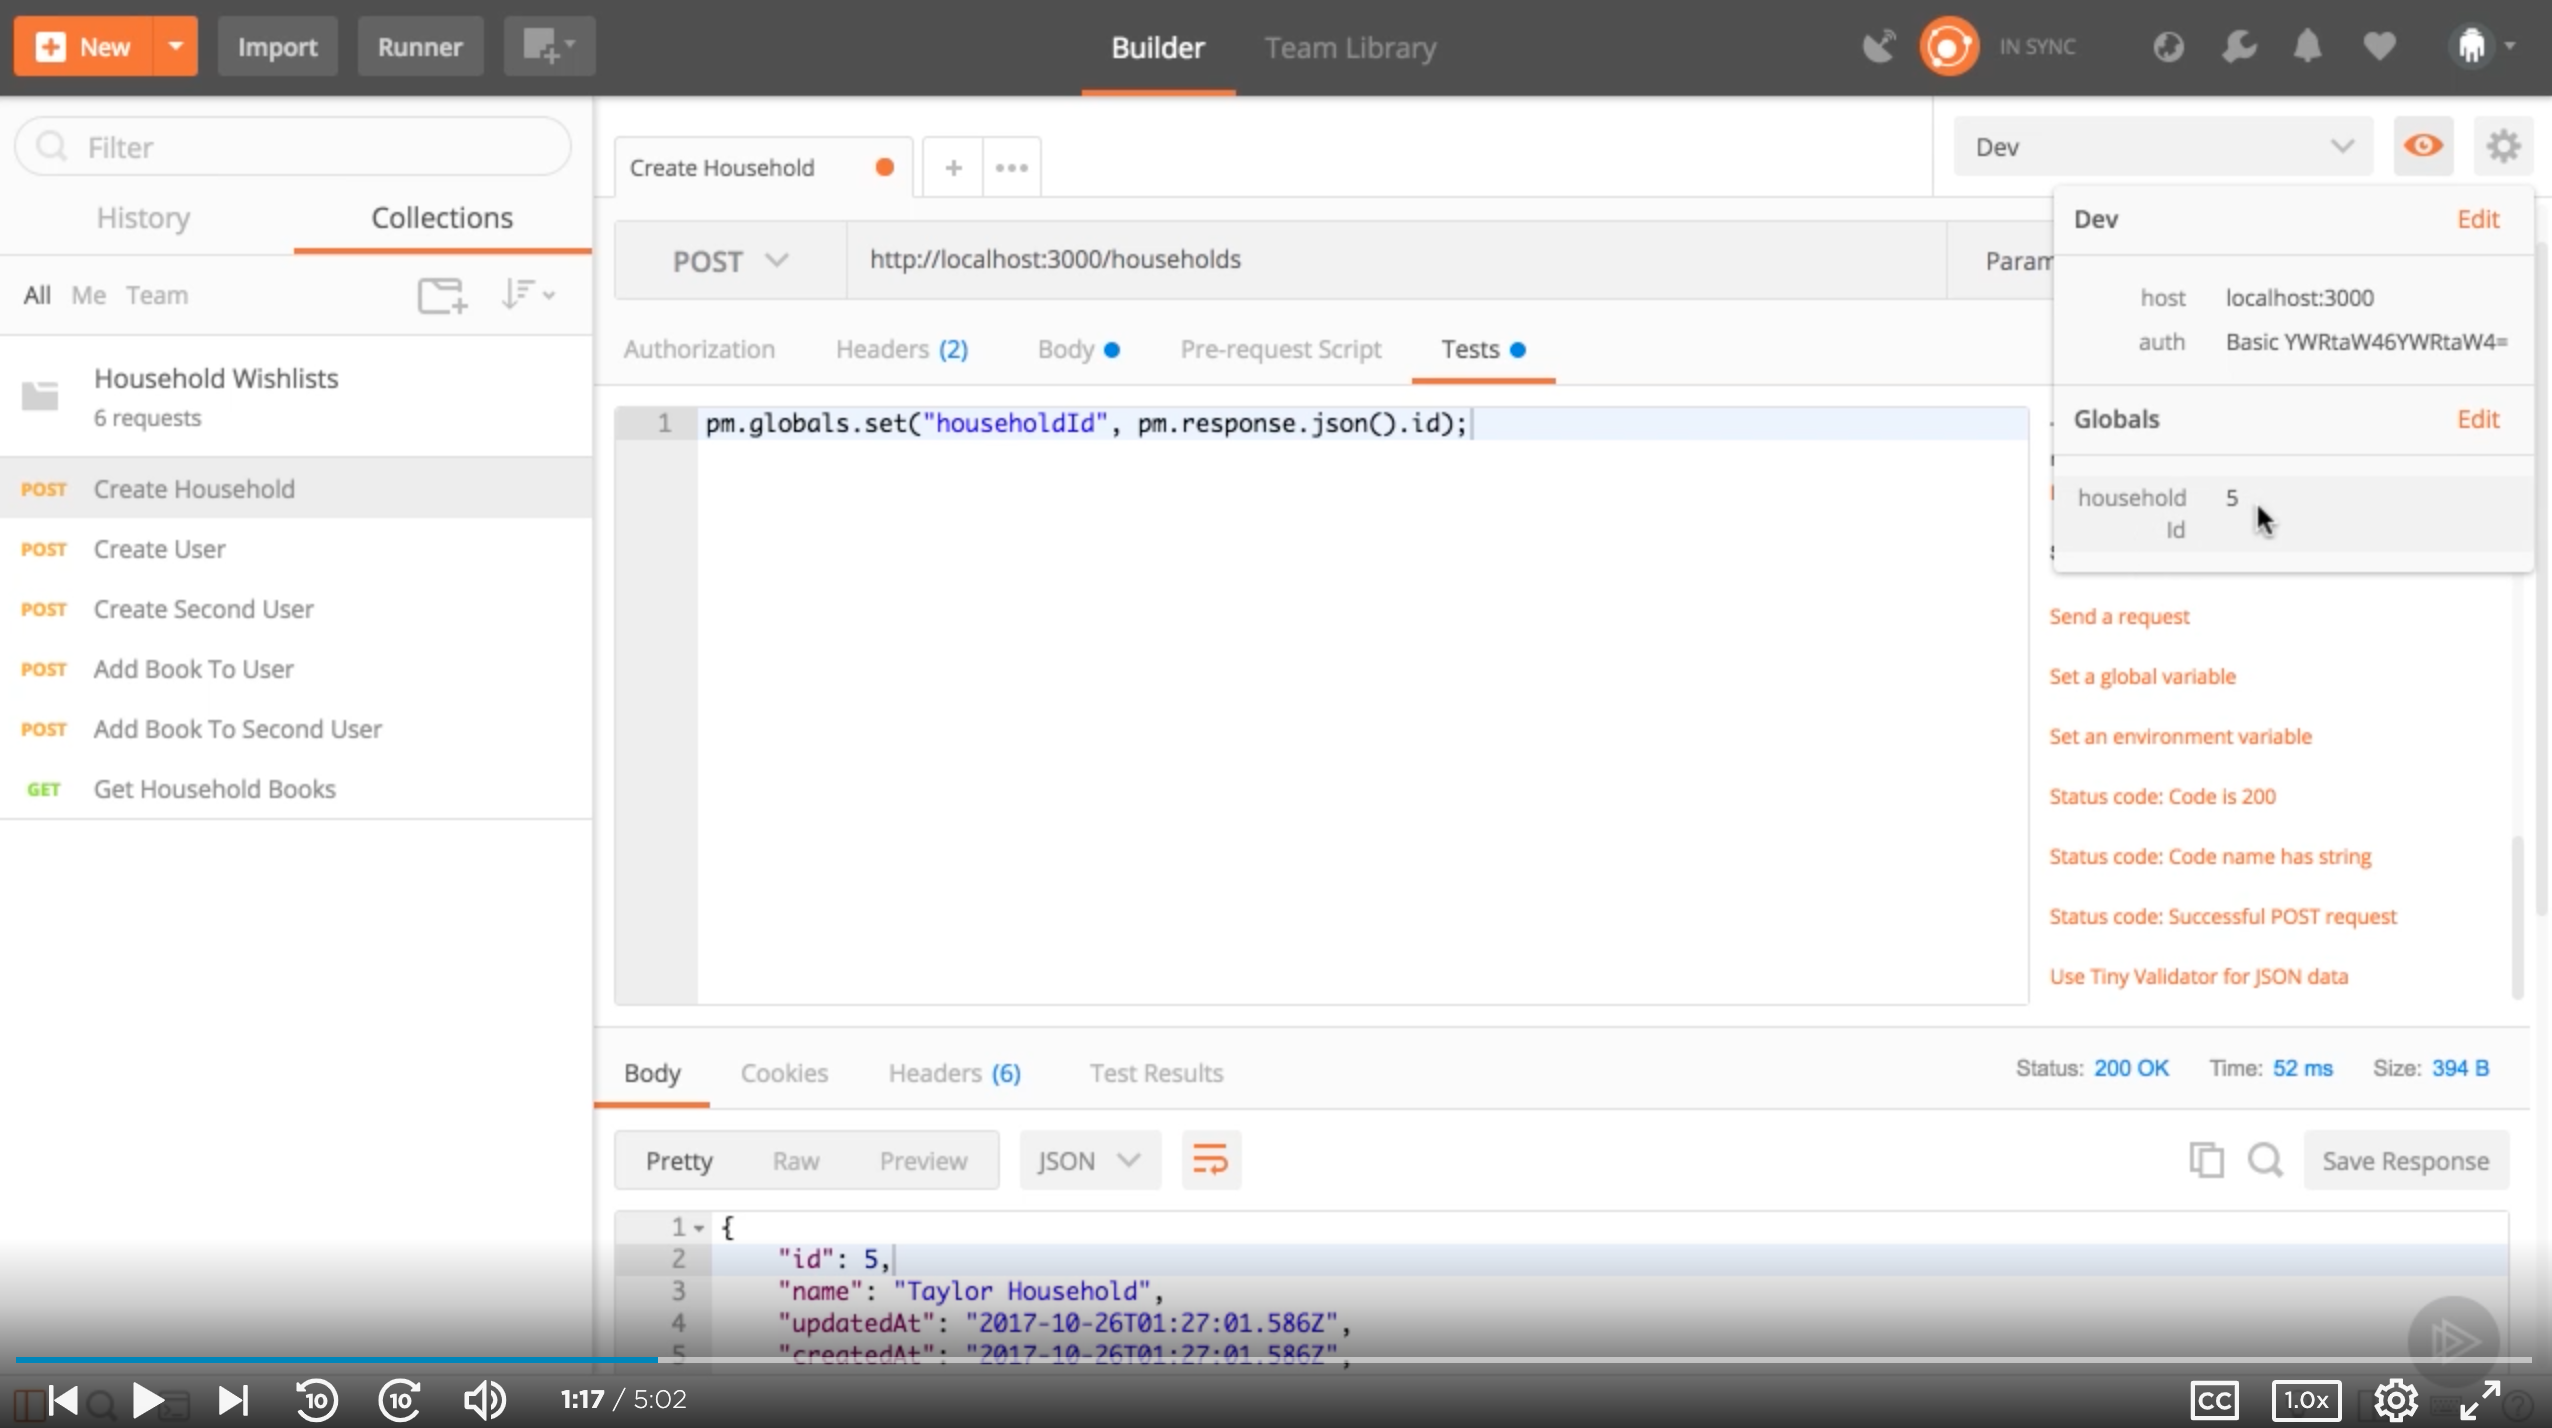 New
Import
Runner
Builder
Team Library
IN SYNC
Filter
History
Collections
All Me Team
Household Wishlists
6 requests
POST Create Household
POST Create User
POST Create Second User
POST Add Book To User
POST Add Book To Second User
GET Get Household Books
Create Household
+
Dev
POST
http://localhost:3000/households
Param
Authorization
Headers (2)
Body
Pre-request Script
Tests
1 pm.globals.set("householdId", pm.response.json().id);
Dev Edit
host localhost:3000
auth Basic YWRtaW46YWRtaW4=
Globals Edit
household 5
Id
Send a request
Set a global variable
Set an environment variable
Status code: Code is 200
Status code: Code name has string
Status code: Successful POST request
Use Tiny Validator for JSON data
Body
Cookies
Headers (6)
Test Results
Status: 200 OK Time: 52 ms Size: 394 B
Pretty
Raw
Preview
JSON
Save Response
1 {
2 "id": 5,
3 "name": "Taylor Household",
4 "updatedAt": "2017-10-26T01:27:01.586Z",
5 "createdAt": "2017-10-26T01:27:01.586Z",
10
10
1:17 / 5:02
CC
1.0x